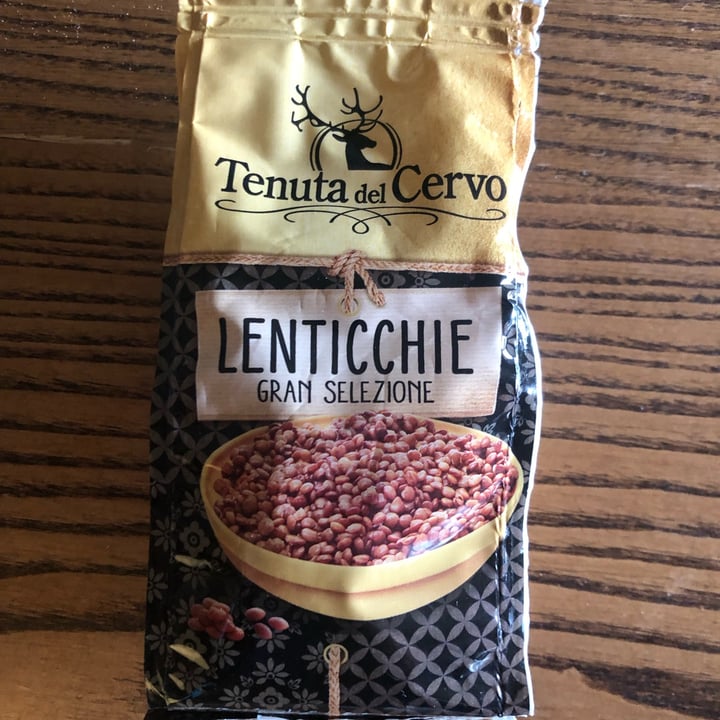 Tenuta del Cervo
LENTICCHIE
GRAN SELEZIONE